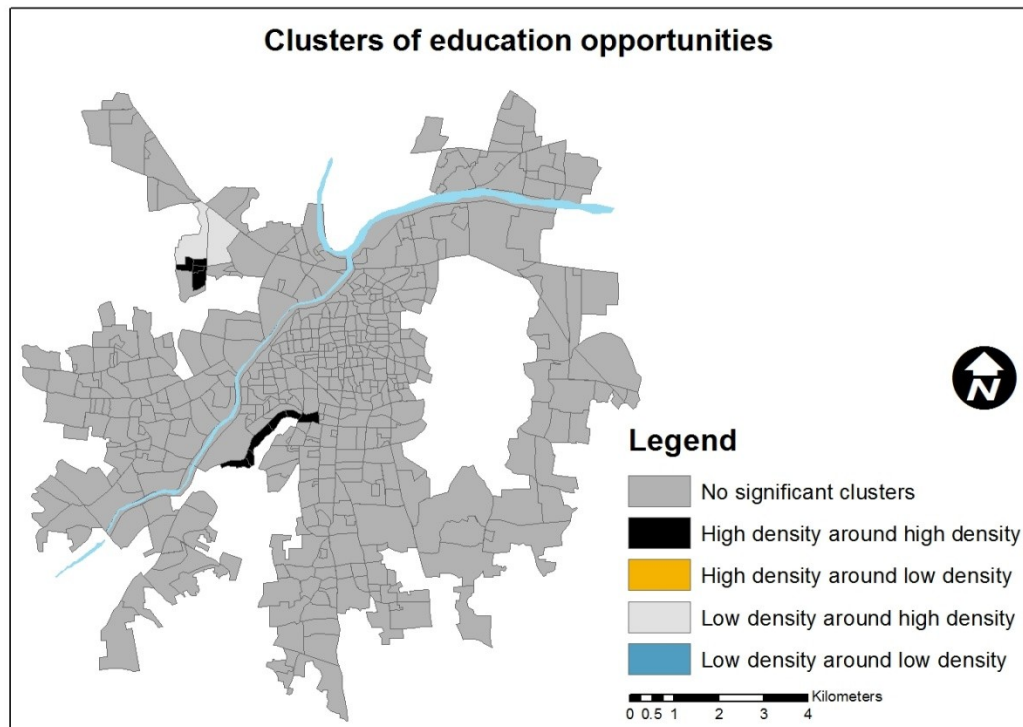 Clusters of education opportunities
N
Legend
No significant clusters
High density around high density
High density around low density
Low density around high density
Low density around low density
Kilometers
0 0.5 1 2 3 4